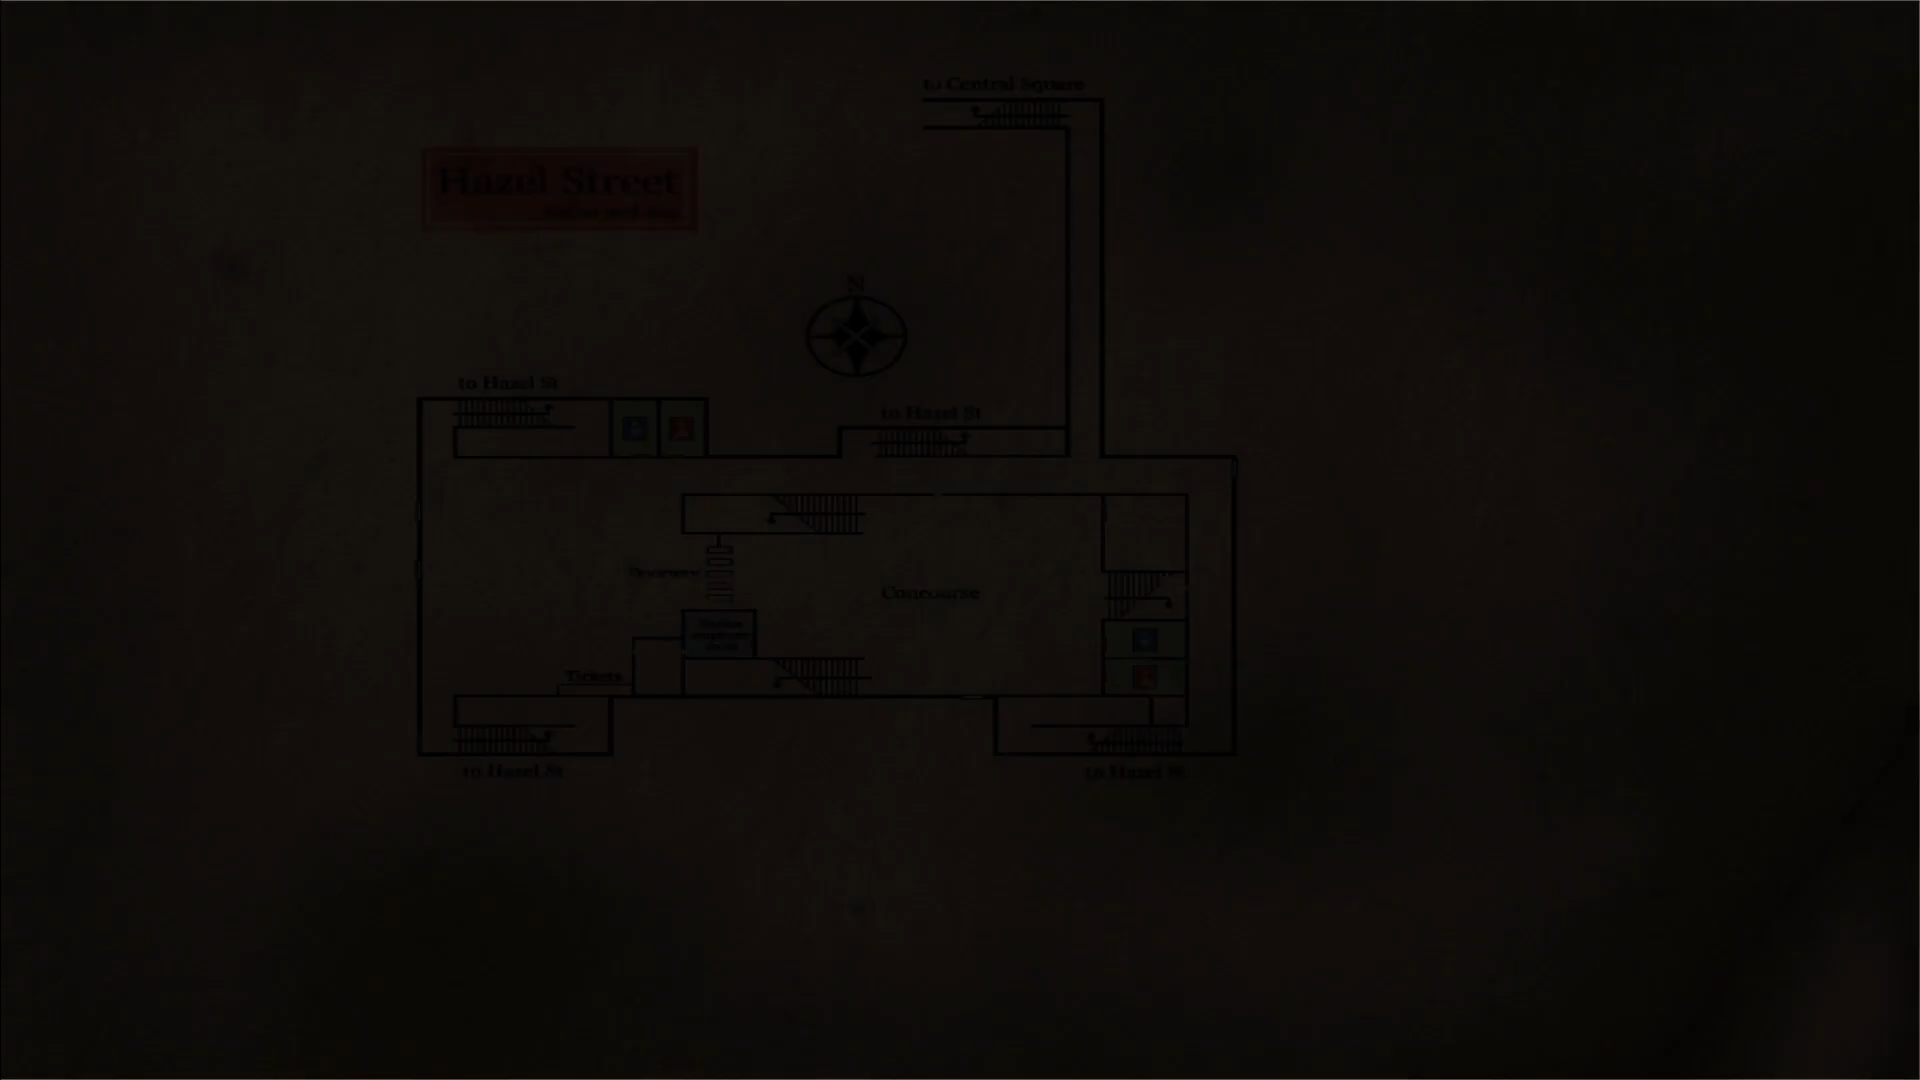 to Central Square
Hazel Street
N
to Hazel St
to Hazel St
Doorway
Concourse
Tickets
to Hazel St
to Hazel St